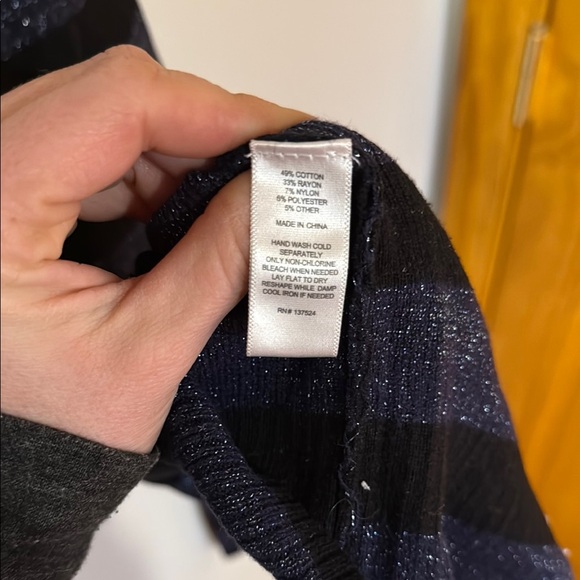 49% COTTON
33% RAYON
7% NYLON
6% POLYESTER
5% OTHER
MADE IN CHINA
HAND WASH COLD
SEPARATELY
ONLY NON-CHLORINE
BLEACH WHEN NEEDED
LAY FLAT TO DRY
RESHAPE WHILE DAMP
COOL IRON IF NEEDED
RN# 137524